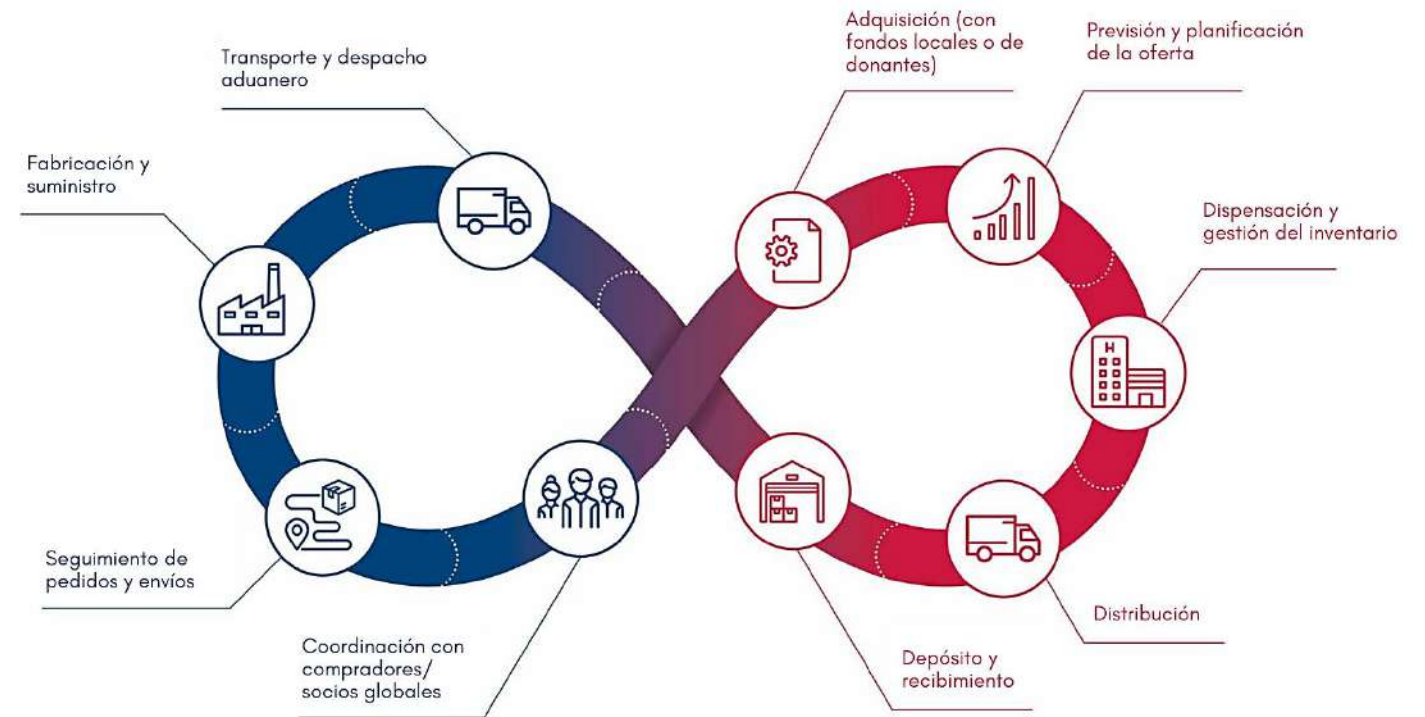 Transporte y despacho
aduanero
Adquisición (con
fondos locales o de
donantes)
Previsión y planificación
de la oferta
Fabricación y
suministro
Dispensación y
gestión del inventario
H
Seguimiento de
pedidos y envíos
Coordinación con
compradores/
socios globales
Depósito y
recibimiento
Distribución